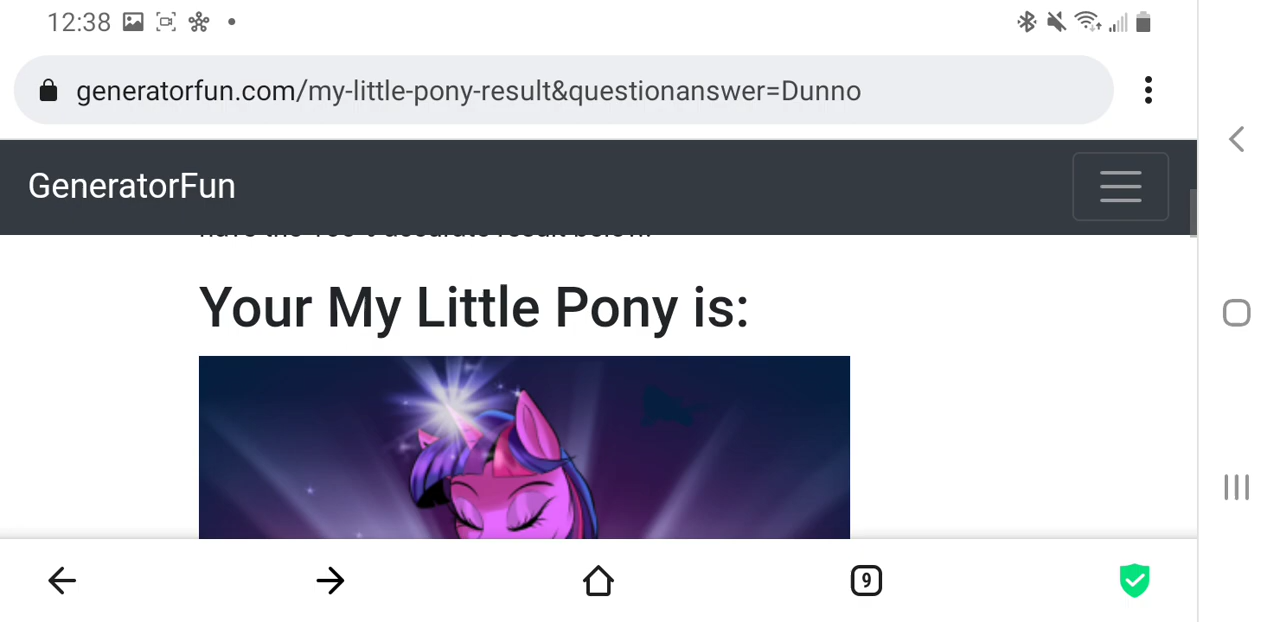 12:38
generatorfun.com/my-little-pony-result&questionanswer=Dunno
GeneratorFun
Your My Little Pony is:
9